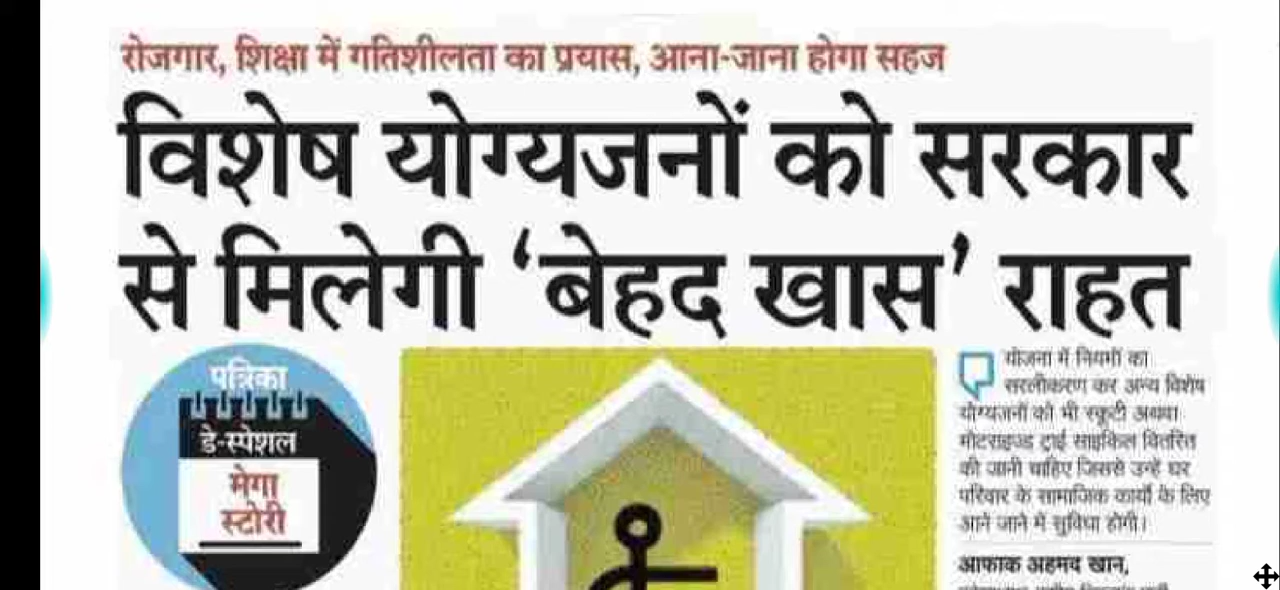 रोजगार, शिक्षा में गतिशीलता का प्रयास, आना-जाना होगा सहज
विशेष योग्यजनों को सरकार
से मिलेगी ‘बेहद खास’ राहत
पत्रिका
डे-स्पेशल
मेगा
स्टोरी
योजना में नियमों का
सरलीकरण कर अन्य विशेष
योग्यजनों को भी स्कूटी अथवा
मोटराइज्ड ट्राई साइकिल वितरित
की जानी चाहिए जिससे उन्हें घर
परिवार के सामाजिक कार्यों के लिए
आने जाने में सुविधा होगी।
आफाक अहमद खान,